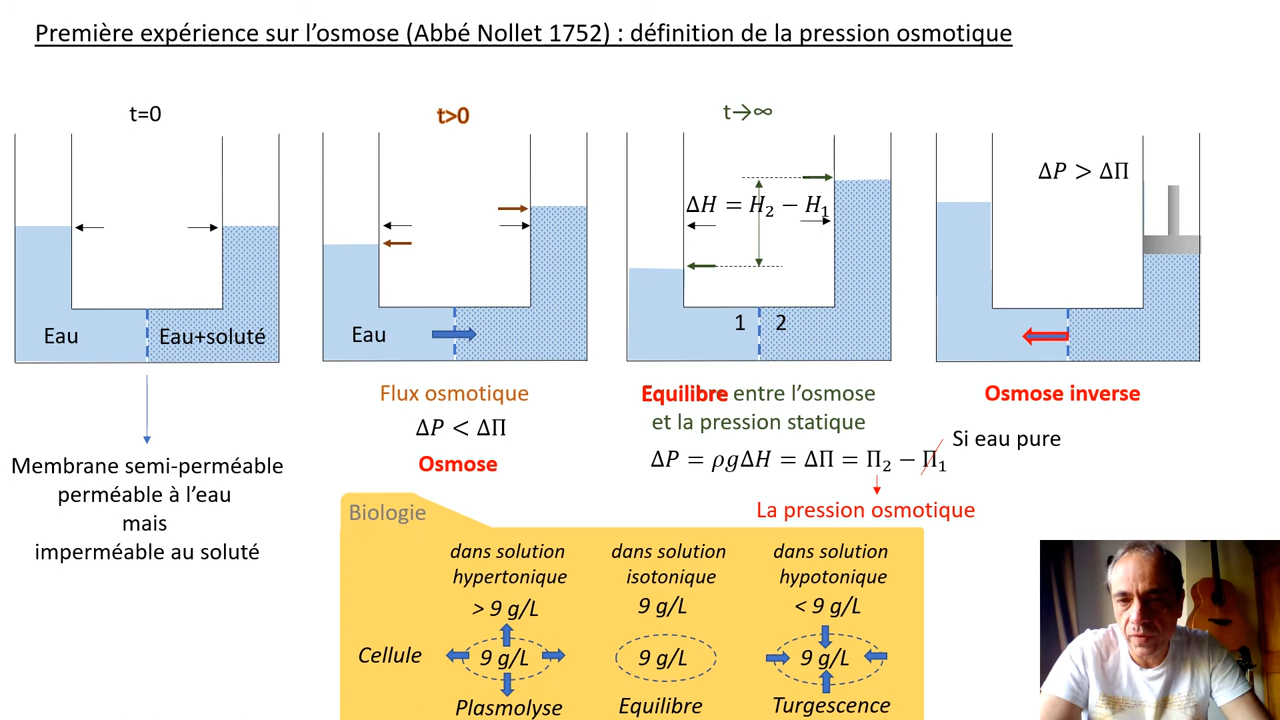 Première expérience sur l’osmose (Abbé Nollet 1752) : définition de la pression osmotique
t=0
t>0
t→∞
ΔP > ΔΠ
ΔH = H₂ − H₁
Eau
Eau+soluté
Eau
1
2
Flux osmotique
ΔP < ΔΠ
Osmose
Equilibre entre l’osmose
et la pression statique
ΔP = ρgΔH = ΔΠ = Π₂ − Π₁
Si eau pure
La pression osmotique
Osmose inverse
Membrane semi-perméable
perméable à l’eau
mais
imperméable au soluté
Biologie
dans solution
hypertonique
> 9 g/L
dans solution
isotonique
9 g/L
dans solution
hypotonique
< 9 g/L
Cellule
9 g/L
9 g/L
9 g/L
Plasmolyse
Equilibre
Turgescence